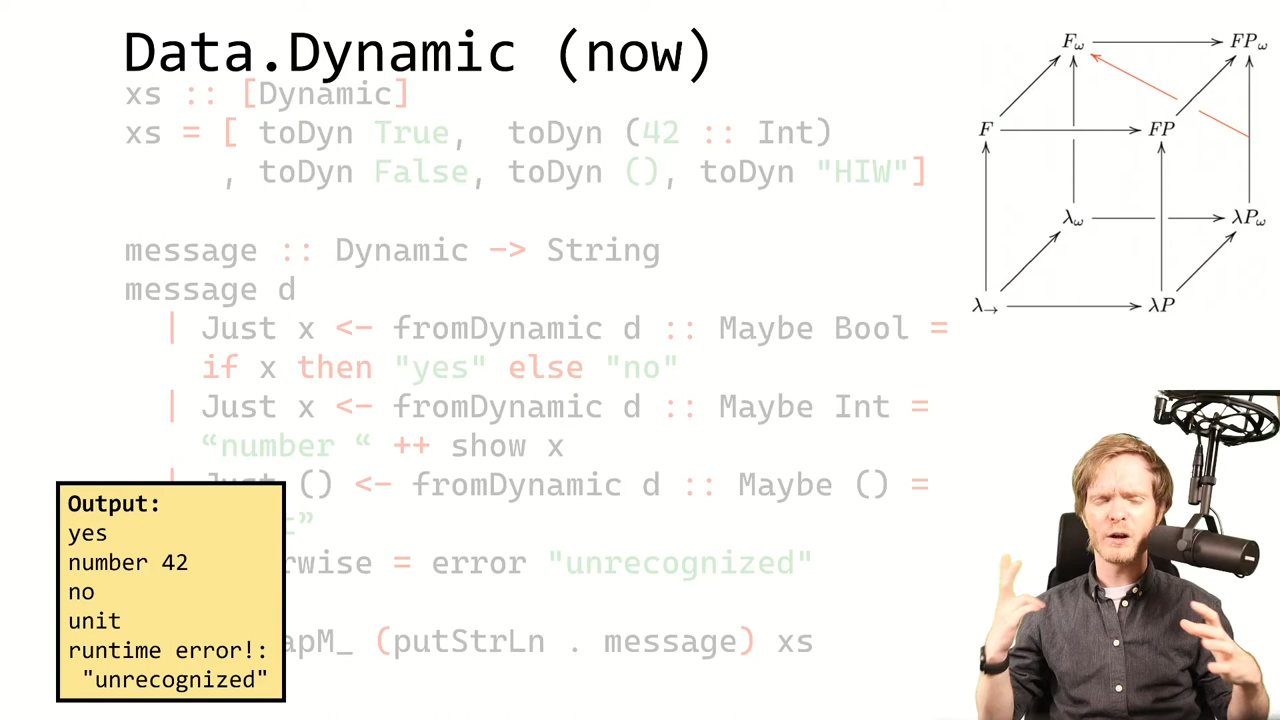 Data.Dynamic (now)
xs :: [Dynamic]
xs = [ toDyn True, toDyn (42 :: Int)
, toDyn False, toDyn (), toDyn "HIW"]
message :: Dynamic -> String
message d
| Just x <- fromDynamic d :: Maybe Bool =
if x then "yes" else "no"
| Just x <- fromDynamic d :: Maybe Int =
“number “ ++ show x
| Just () <- fromDynamic d :: Maybe () =
= error "unrecognized"
(putStrLn . message) xs
Output:
yes
number 42
no
unit
runtime error!:
"unrecognized"
Fω FPω
F FP
λω λPω
λ→ λP